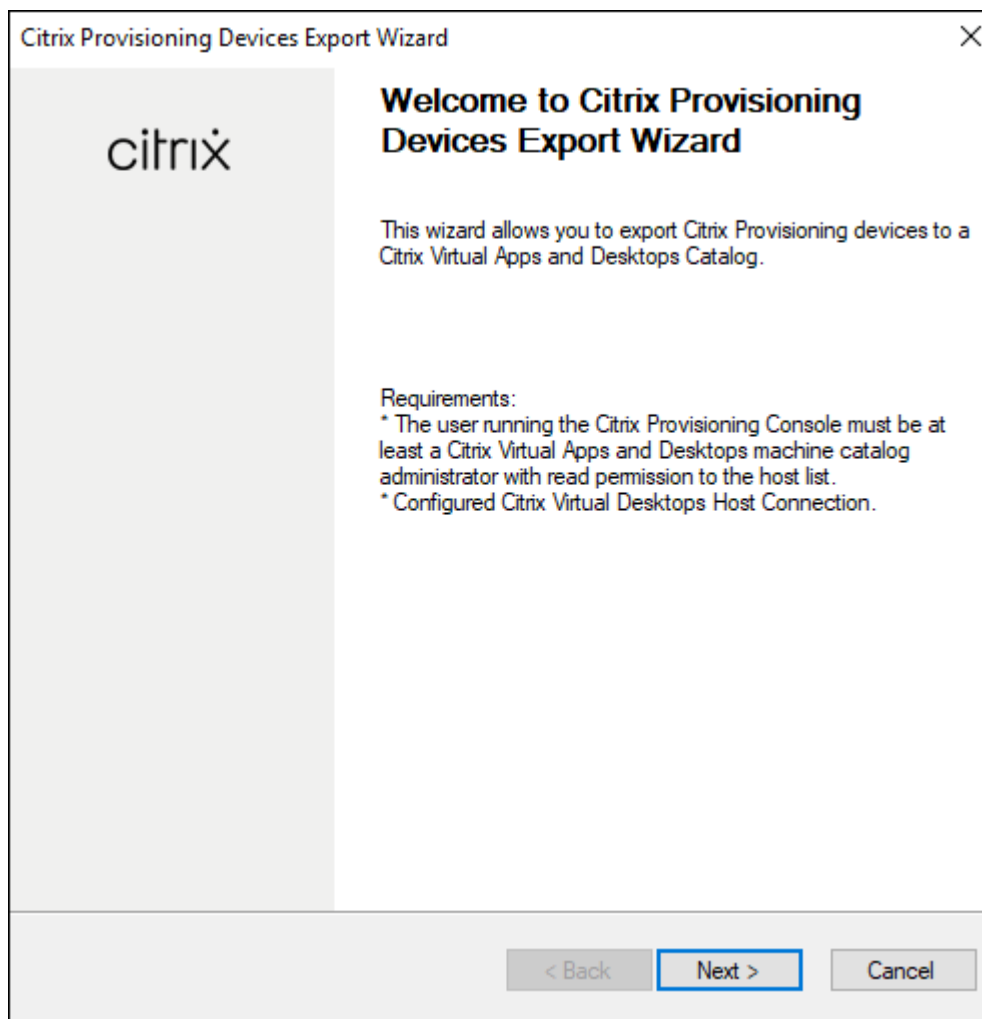 Citrix Provisioning Devices Export Wizard
citrix
Welcome to Citrix Provisioning
Devices Export Wizard
This wizard allows you to export Citrix Provisioning devices to a
Citrix Virtual Apps and Desktops Catalog.
Requirements:
* The user running the Citrix Provisioning Console must be at
least a Citrix Virtual Apps and Desktops machine catalog
administrator with read permission to the host list.
* Configured Citrix Virtual Desktops Host Connection.
< Back
Next >
Cancel